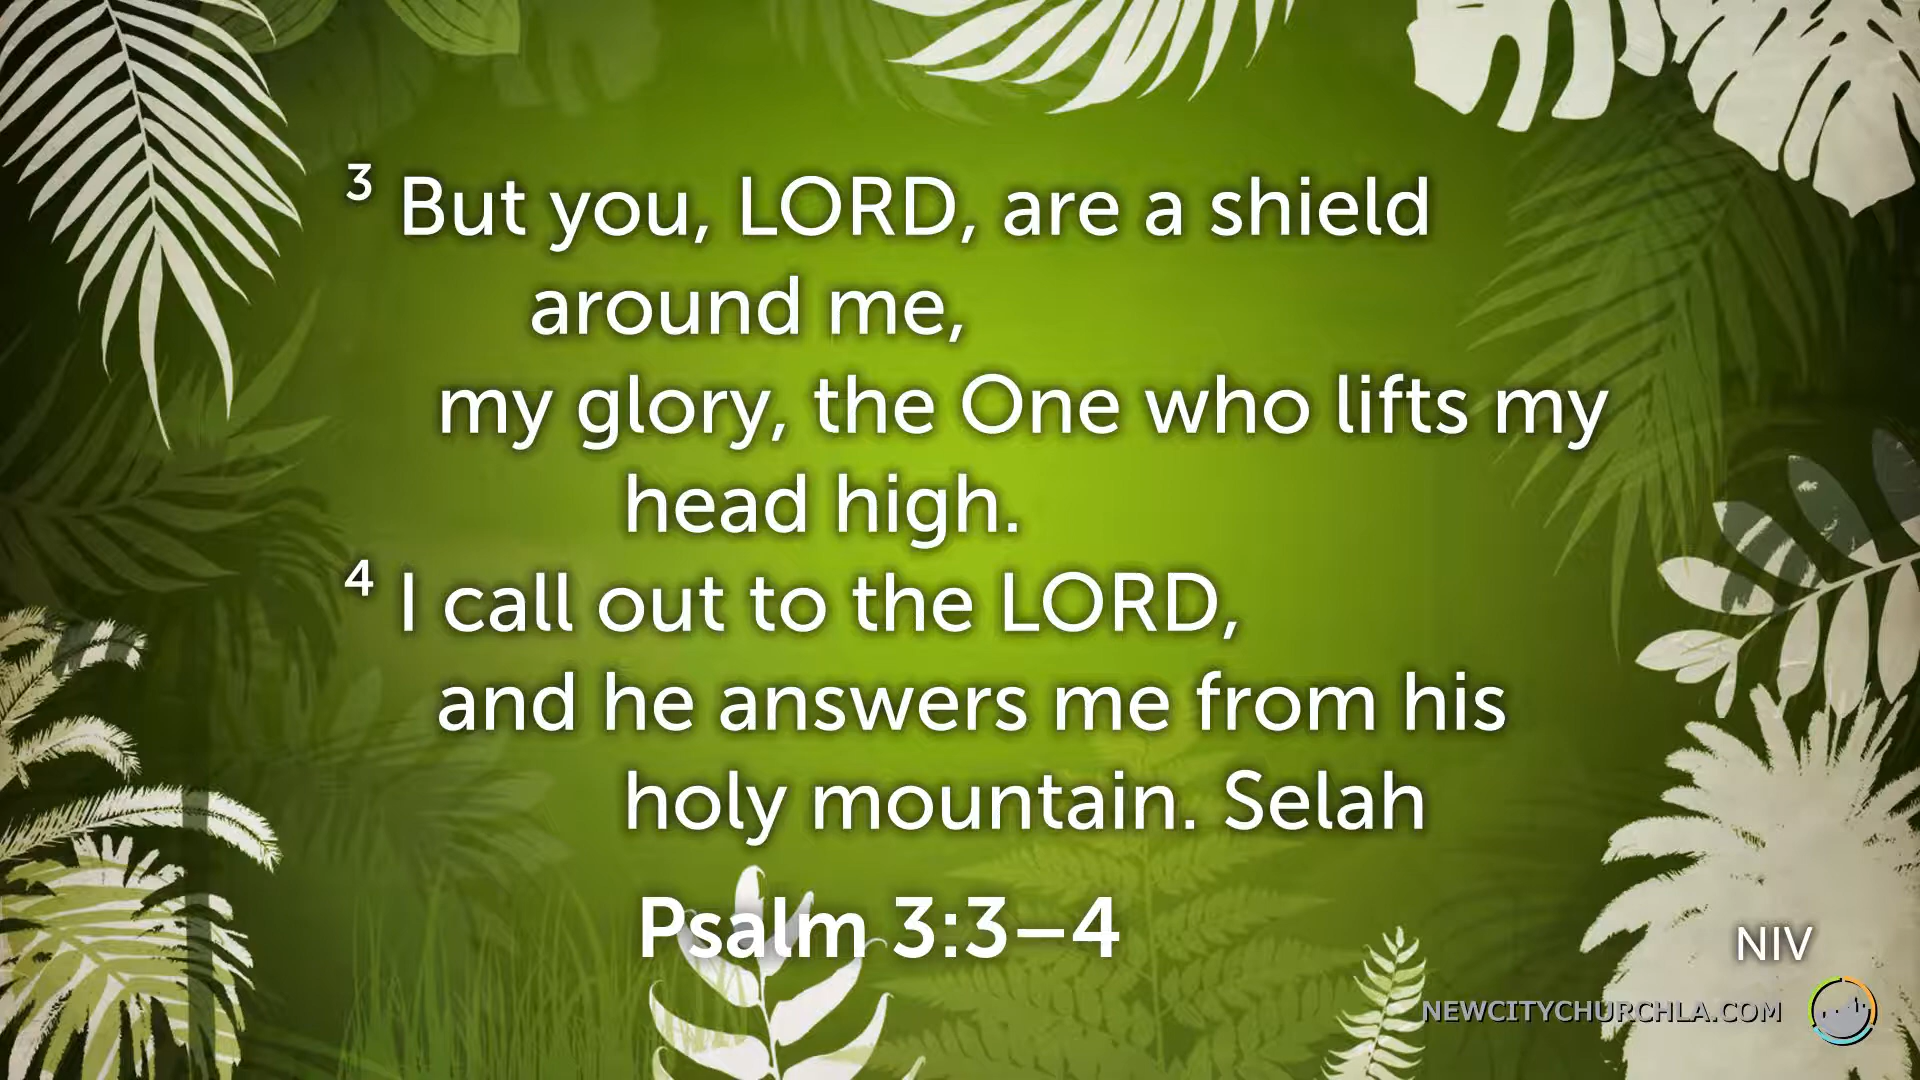 3 But you, LORD, are a shield
around me,
my glory, the One who lifts my
head high.
4 I call out to the LORD,
and he answers me from his
holy mountain. Selah
Psalm 3:3–4
NIV
NEWCITYCHURCHLA.COM